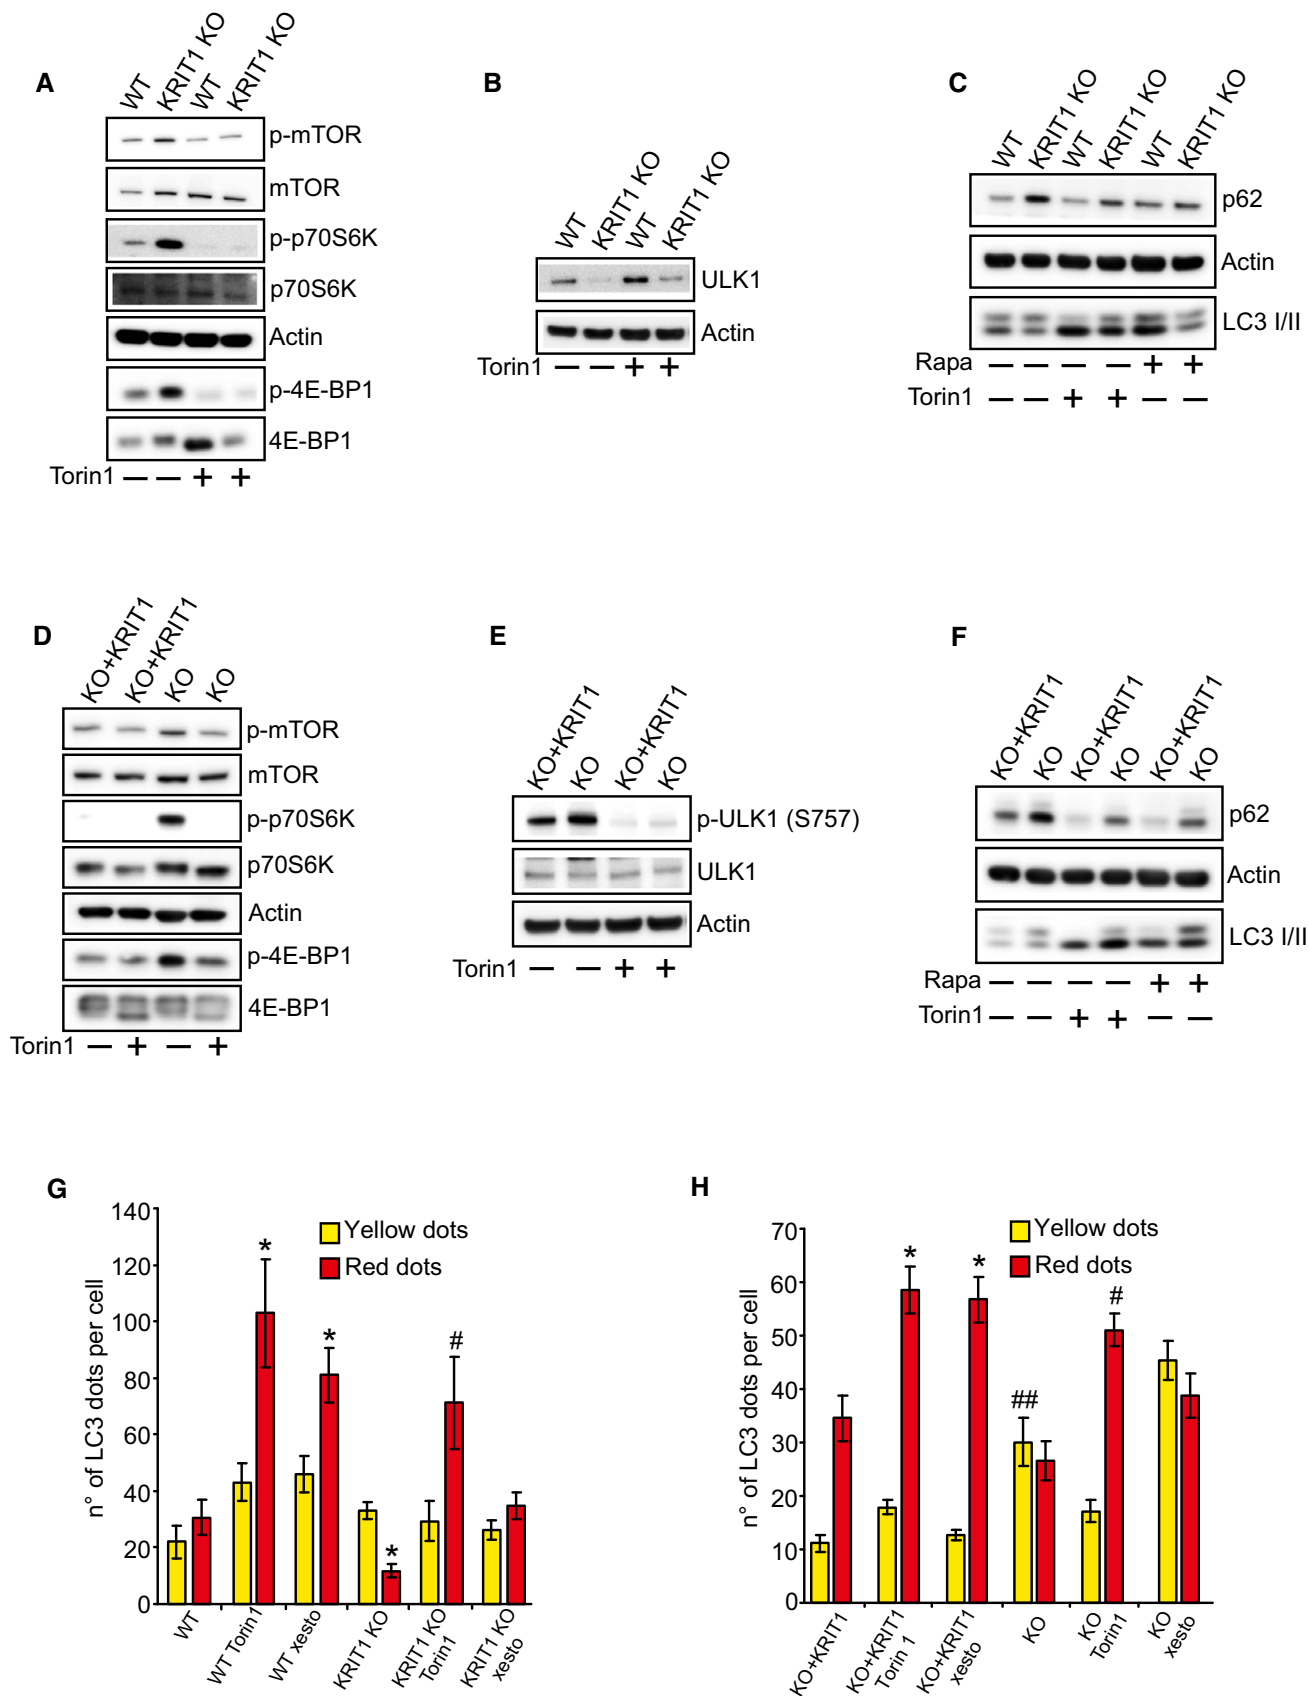 A
WT
KRIT1 KO
WT
KRIT1 KO
p-mTOR
mTOR
p-p70S6K
p70S6K
Actin
p-4E-BP1
4E-BP1
Torin1 — — + +
B
WT
KRIT1 KO
WT
KRIT1 KO
ULK1
Actin
Torin1 — — + +
C
WT
KRIT1 KO
WT
KRIT1 KO
WT
KRIT1 KO
p62
Actin
LC3 I/II
Rapa — — — — + +
Torin1 — — + + — —
D
KO+KRIT1
KO+KRIT1
KO
KO
p-mTOR
mTOR
p-p70S6K
p70S6K
Actin
p-4E-BP1
4E-BP1
Torin1 — + — +
E
KO+KRIT1
KO
KO+KRIT1
KO
p-ULK1 (S757)
ULK1
Actin
Torin1 — — + +
F
KO+KRIT1
KO
KO+KRIT1
KO
KO+KRIT1
KO
p62
Actin
LC3 I/II
Rapa — — — — + +
Torin1 — — + + — —
G
n° of LC3 dots per cell
140
120
100
80
60
40
20
0
Yellow dots
Red dots
*
*
*
#
WT
WT Torin1
WT xesto
KRIT1 KO
KRIT1 KO
Torin1
KRIT1 KO
xesto
H
n° of LC3 dots per cell
70
60
50
40
30
20
10
0
Yellow dots
Red dots
*
*
##
#
KO+KRIT1
KO+KRIT1
Torin 1
KO+KRIT1
xesto
KO
KO
Torin1
KO
xesto